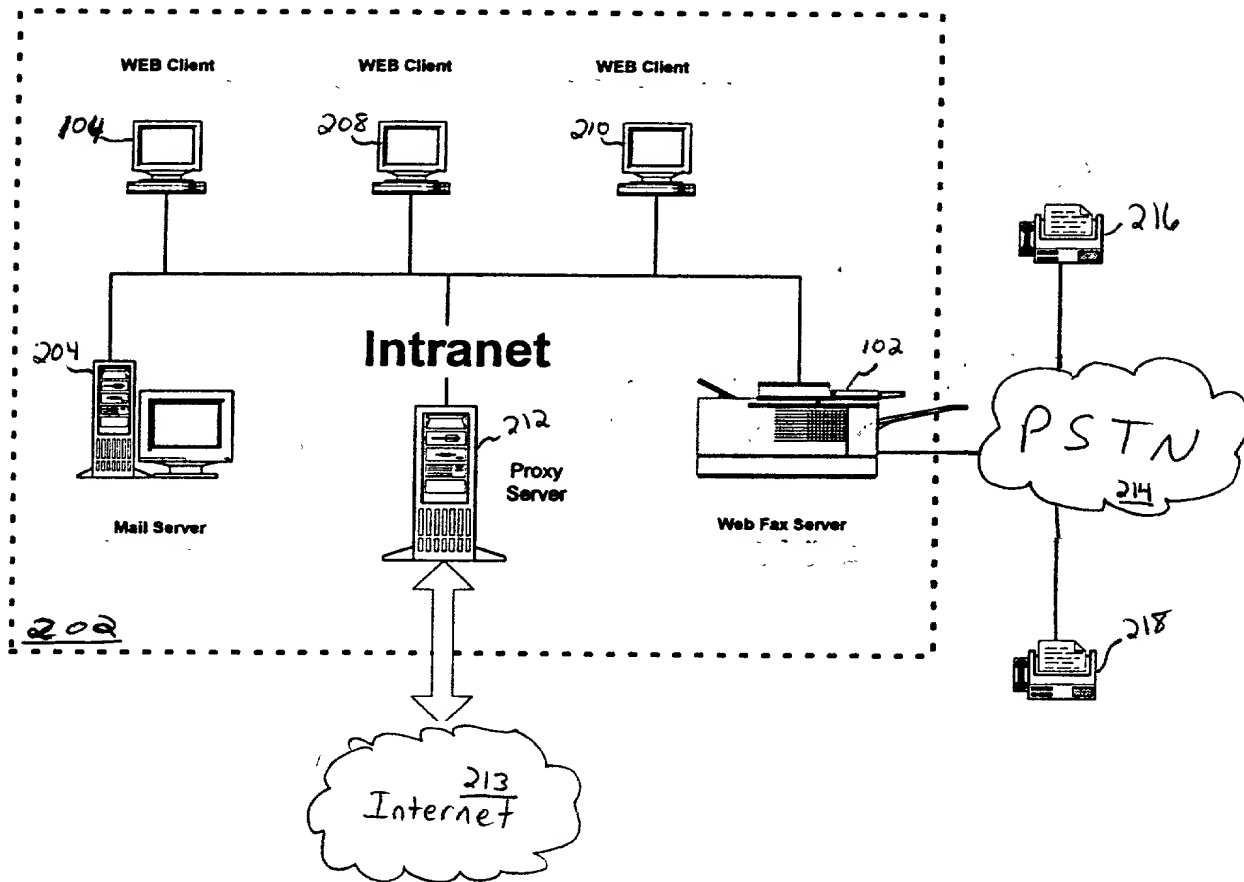 WEB Client
WEB Client
WEB Client
104
208
210
216
204
Intranet
102
212
Proxy
Server
PSTN
214
Mail Server
Web Fax Server
202
218
213
Internet